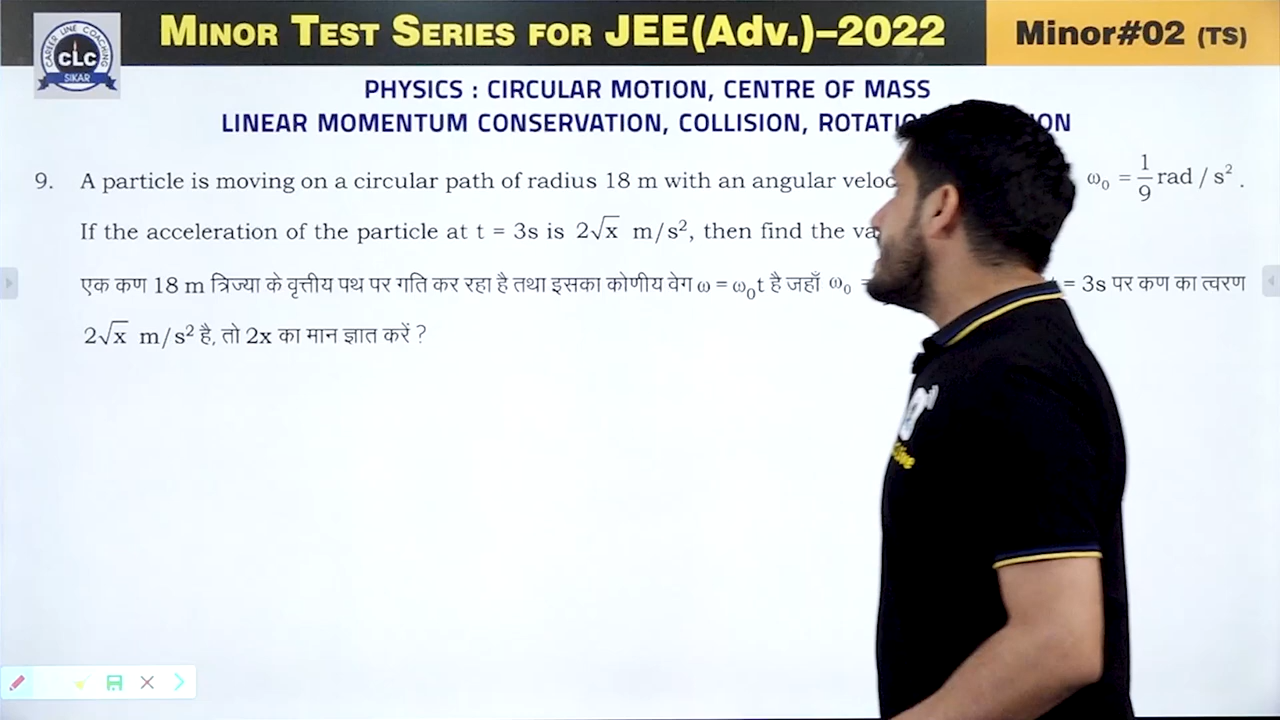 MINOR TEST SERIES FOR JEE(Adv.)–2022
Minor#02 (TS)
CAREER LINE COACHING
CLC
SIKAR
PHYSICS : CIRCULAR MOTION, CENTRE OF MASS
LINEAR MOMENTUM CONSERVATION, COLLISION,
9. A particle is moving on a circular path of radius 18 m with an angular ω₀ = 1/9 rad / s² .
If the acceleration of the particle at t = 3s is 2√x m/s², then find the
एक कण 18 m त्रिज्या के वृत्तीय पथ पर गति कर रहा है तथा इसका कोणीय वेग ω = ω₀t है जहाँ ω₀ = 3s पर कण का त्वरण
2√x m/s² है, तो 2x का मान ज्ञात करें ?